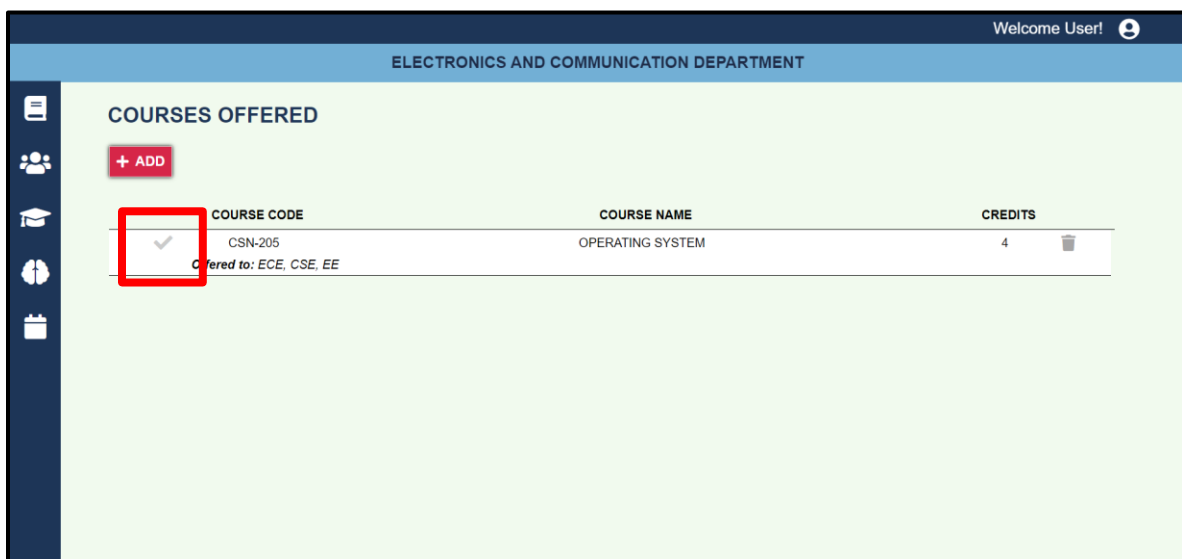 Welcome User!
ELECTRONICS AND COMMUNICATION DEPARTMENT
COURSES OFFERED
+ ADD
COURSE CODE COURSE NAME CREDITS
CSN-205 OPERATING SYSTEM 4
Offered to: ECE, CSE, EE